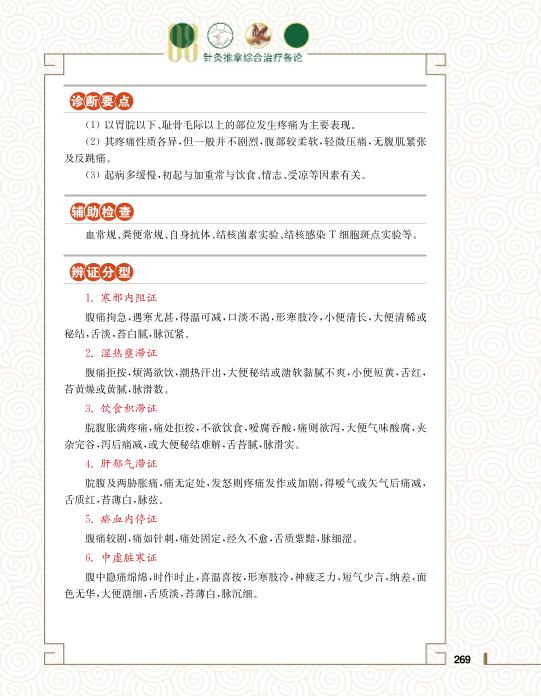 08
针灸推拿综合治疗各论
诊断要点
(1) 以胃脘以下、耻骨毛际以上的部位发生疼痛为主要表现。
(2) 其疼痛性质各异,但一般并不剧烈,腹部较柔软,轻微压痛,无腹肌紧张
及反跳痛。
(3) 起病多缓慢,初起与加重常与饮食、情志、受凉等因素有关。
辅助检查
血常规、粪便常规、自身抗体、结核菌素实验、结核感染 T 细胞斑点实验等。
辨证分型
1. 寒邪内阻证
腹痛拘急,遇寒尤甚,得温可减,口淡不渴,形寒肢冷,小便清长,大便清稀或
秘结,舌淡,苔白腻,脉沉紧。
2. 湿热壅滞证
腹痛拒按,烦渴欲饮,潮热汗出,大便秘结或溏软黏腻不爽,小便短黄,舌红,
苔黄燥或黄腻,脉滑数。
3. 饮食积滞证
脘腹胀满疼痛,痛处拒按,不欲饮食,嗳腐吞酸,痛则欲泻,大便气味酸腐,夹
杂完谷,泻后痛减,或大便秘结难解,舌苔腻,脉滑实。
4. 肝郁气滞证
脘腹及两胁胀痛,痛无定处,发怒则疼痛发作或加剧,得嗳气或矢气后痛减,
舌质红,苔薄白,脉弦。
5. 瘀血内停证
腹痛较剧,痛如针刺,痛处固定,经久不愈,舌质紫黯,脉细涩。
6. 中虚脏寒证
腹中隐痛绵绵,时作时止,喜温喜按,形寒肢冷,神疲乏力,短气少言,纳差,面
色无华,大便溏细,舌质淡,苔薄白,脉沉细。
269